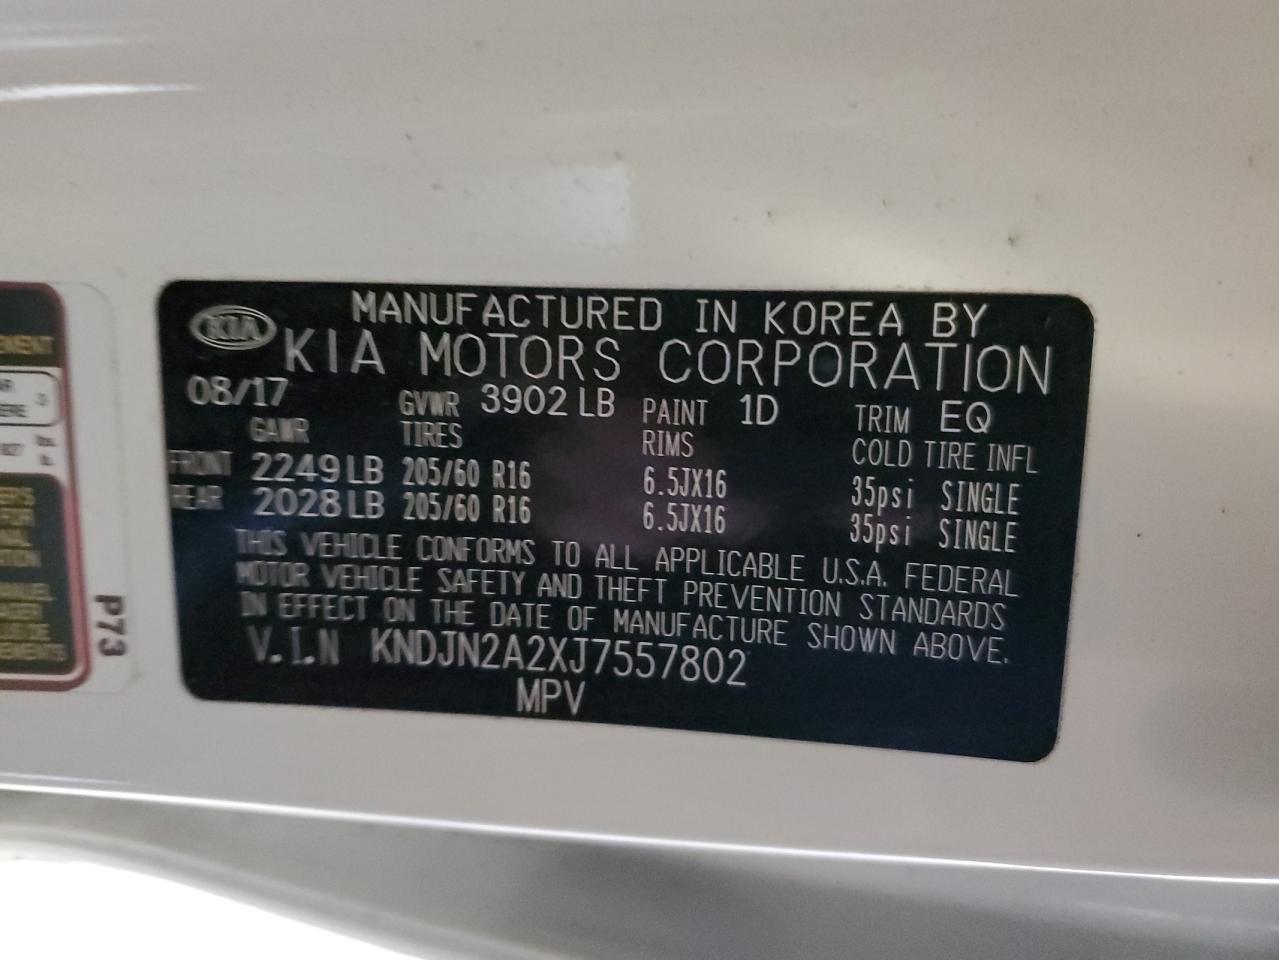 KIA
MANUFACTURED IN KOREA BY
KIA MOTORS CORPORATION
08/17 GVWR 3902 LB PAINT 1D TRIM EQ
GAWR TIRES RIMS COLD TIRE INFL
FRONT 2249 LB 205/60 R16 6.5JX16 35psi SINGLE
REAR 2028 LB 205/60 R16 6.5JX16 35psi SINGLE
THIS VEHICLE CONFORMS TO ALL APPLICABLE U.S.A. FEDERAL
MOTOR VEHICLE SAFETY AND THEFT PREVENTION STANDARDS
IN EFFECT ON THE DATE OF MANUFACTURE SHOWN ABOVE.
V.I.N KNDJN2A2XJ7557802
MPV
P73